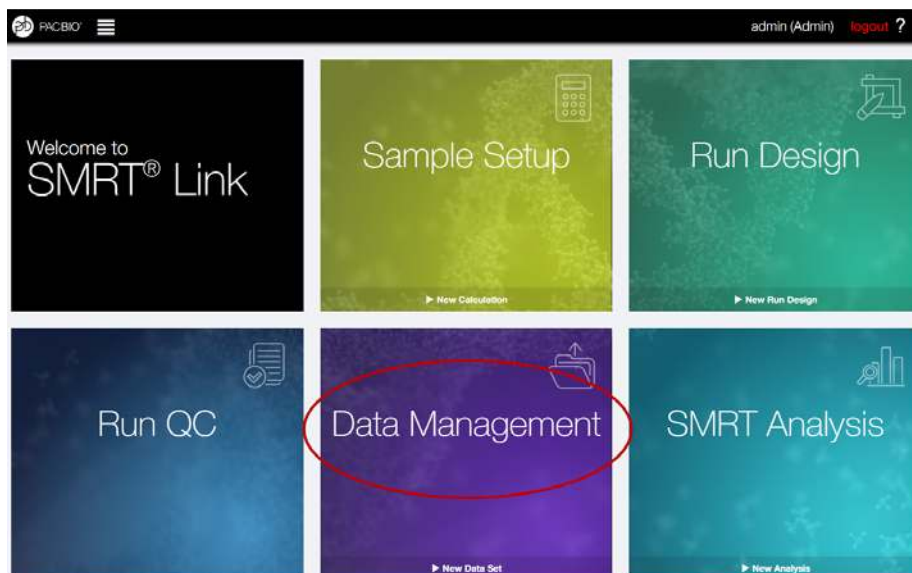 PACBIO®
admin (Admin)
logout
?
Welcome to
SMRT® Link
Sample Setup
▶ New Calculation
Run Design
▶ New Run Design
Run QC
Data Management
▶ New Data Set
SMRT Analysis
▶ New Analysis